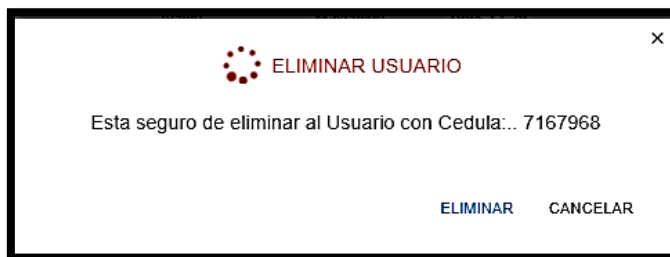 ×
ELIMINAR USUARIO
Esta seguro de eliminar al Usuario con Cedula:.. 7167968
ELIMINAR CANCELAR